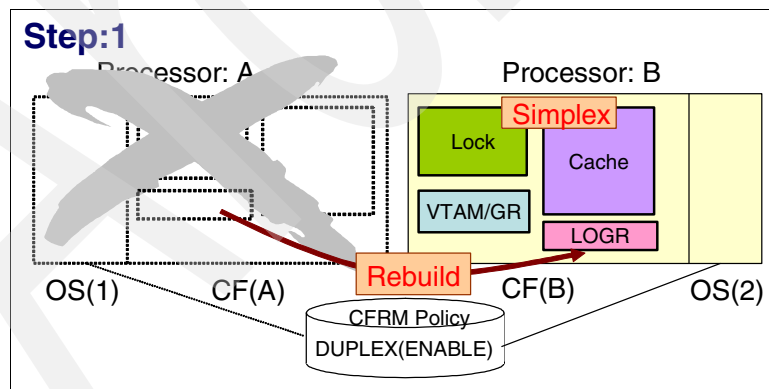 Step:1
Processor: A
Processor: B
Simplex
Lock
Cache
VTAM/GR
LOGR
Rebuild
OS(1)
CF(A)
CF(B)
OS(2)
CFRM Policy
DUPLEX(ENABLE)